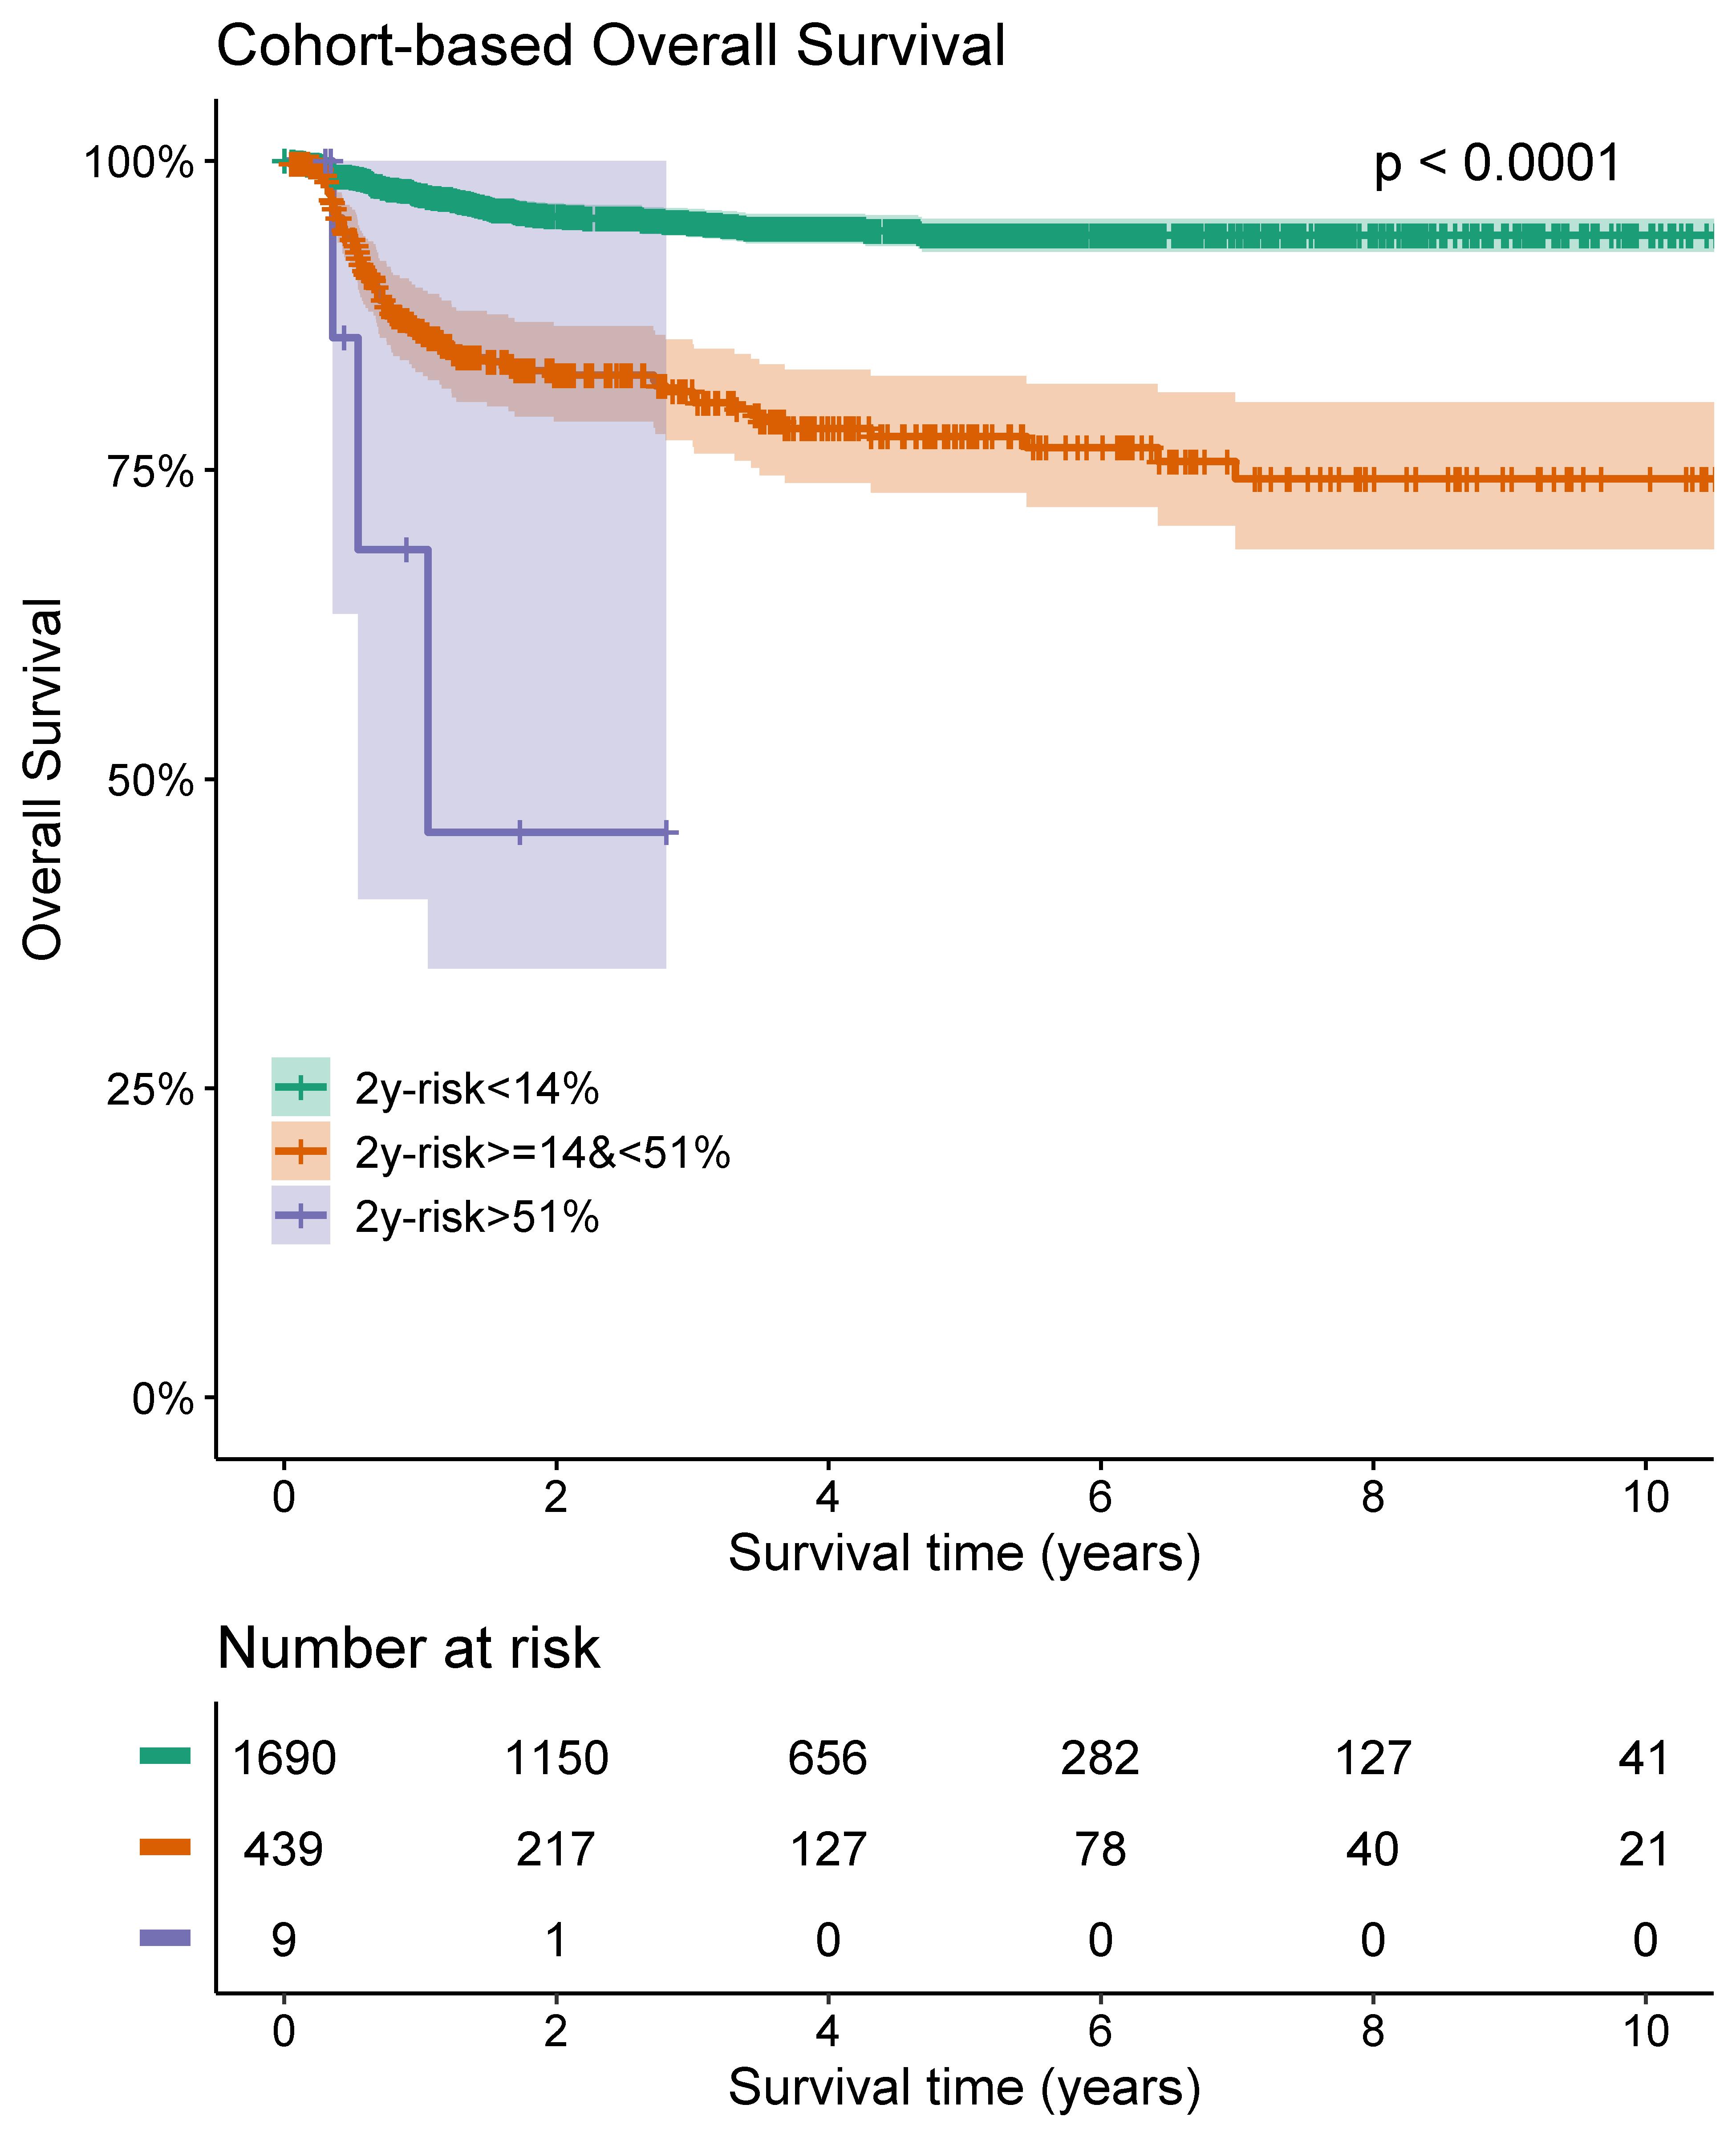 Cohort-based Overall Survival
p < 0.0001
100%
75%
50%
25%
0%
Overall Survival
2y-risk<14%
2y-risk>=14&<51%
2y-risk>51%
0 2 4 6 8 10
Survival time (years)
Number at risk
1690 1150 656 282 127 41
439 217 127 78 40 21
9 1 0 0 0 0
0 2 4 6 8 10
Survival time (years)